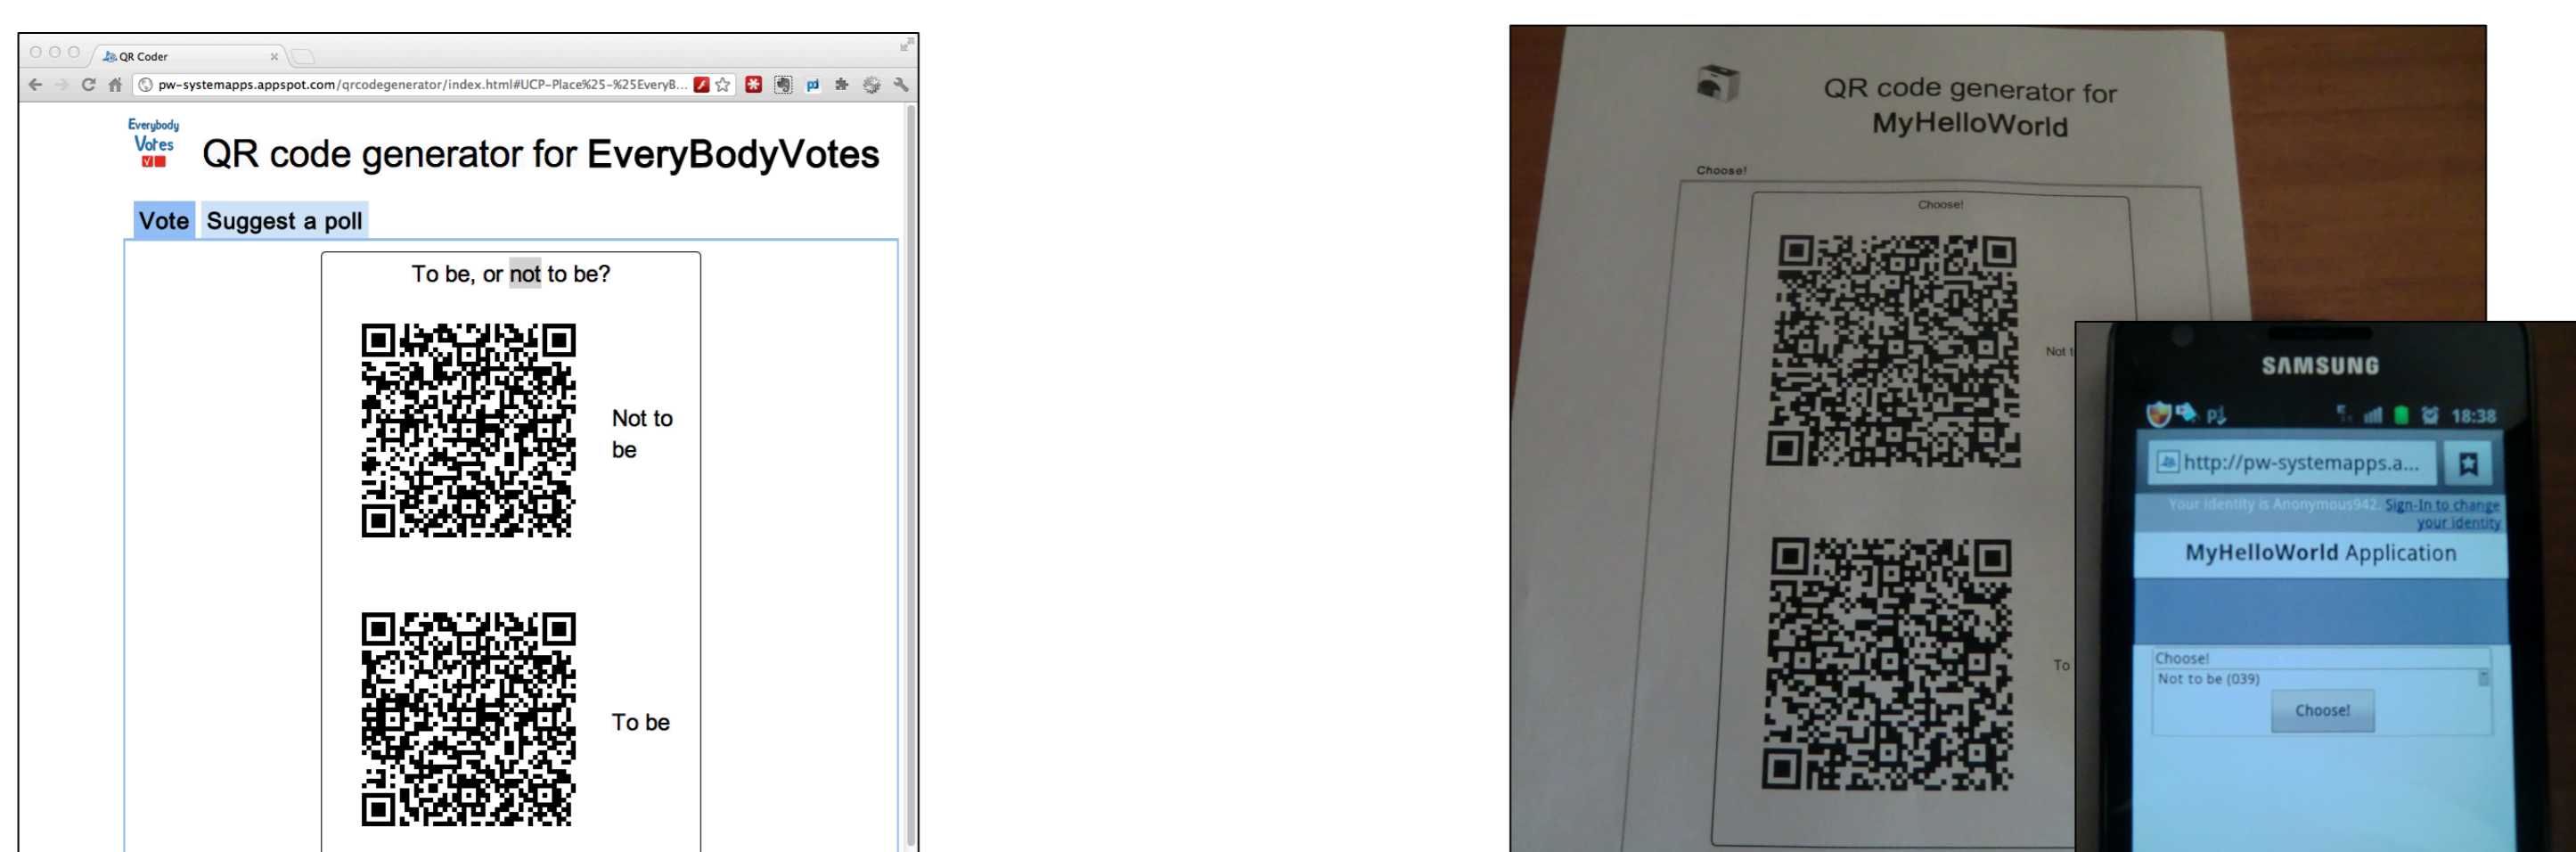 QR Coder
pw-systemapps.appspot.com/qrcodegenerator/index.html#UCP-Place%25-%25EveryB...
Everybody
Votes
QR code generator for EveryBodyVotes
Vote
Suggest a poll
To be, or not to be?
Not to
be
To be
QR code generator for
MyHelloWorld
Choose!
Choose!
Not
To
SAMSUNG
18:38
http://pw-systemapps.a...
Your identity is Anonymous942. Sign-In to change
your identity
MyHelloWorld Application
Choose!
Not to be (039)
Choose!